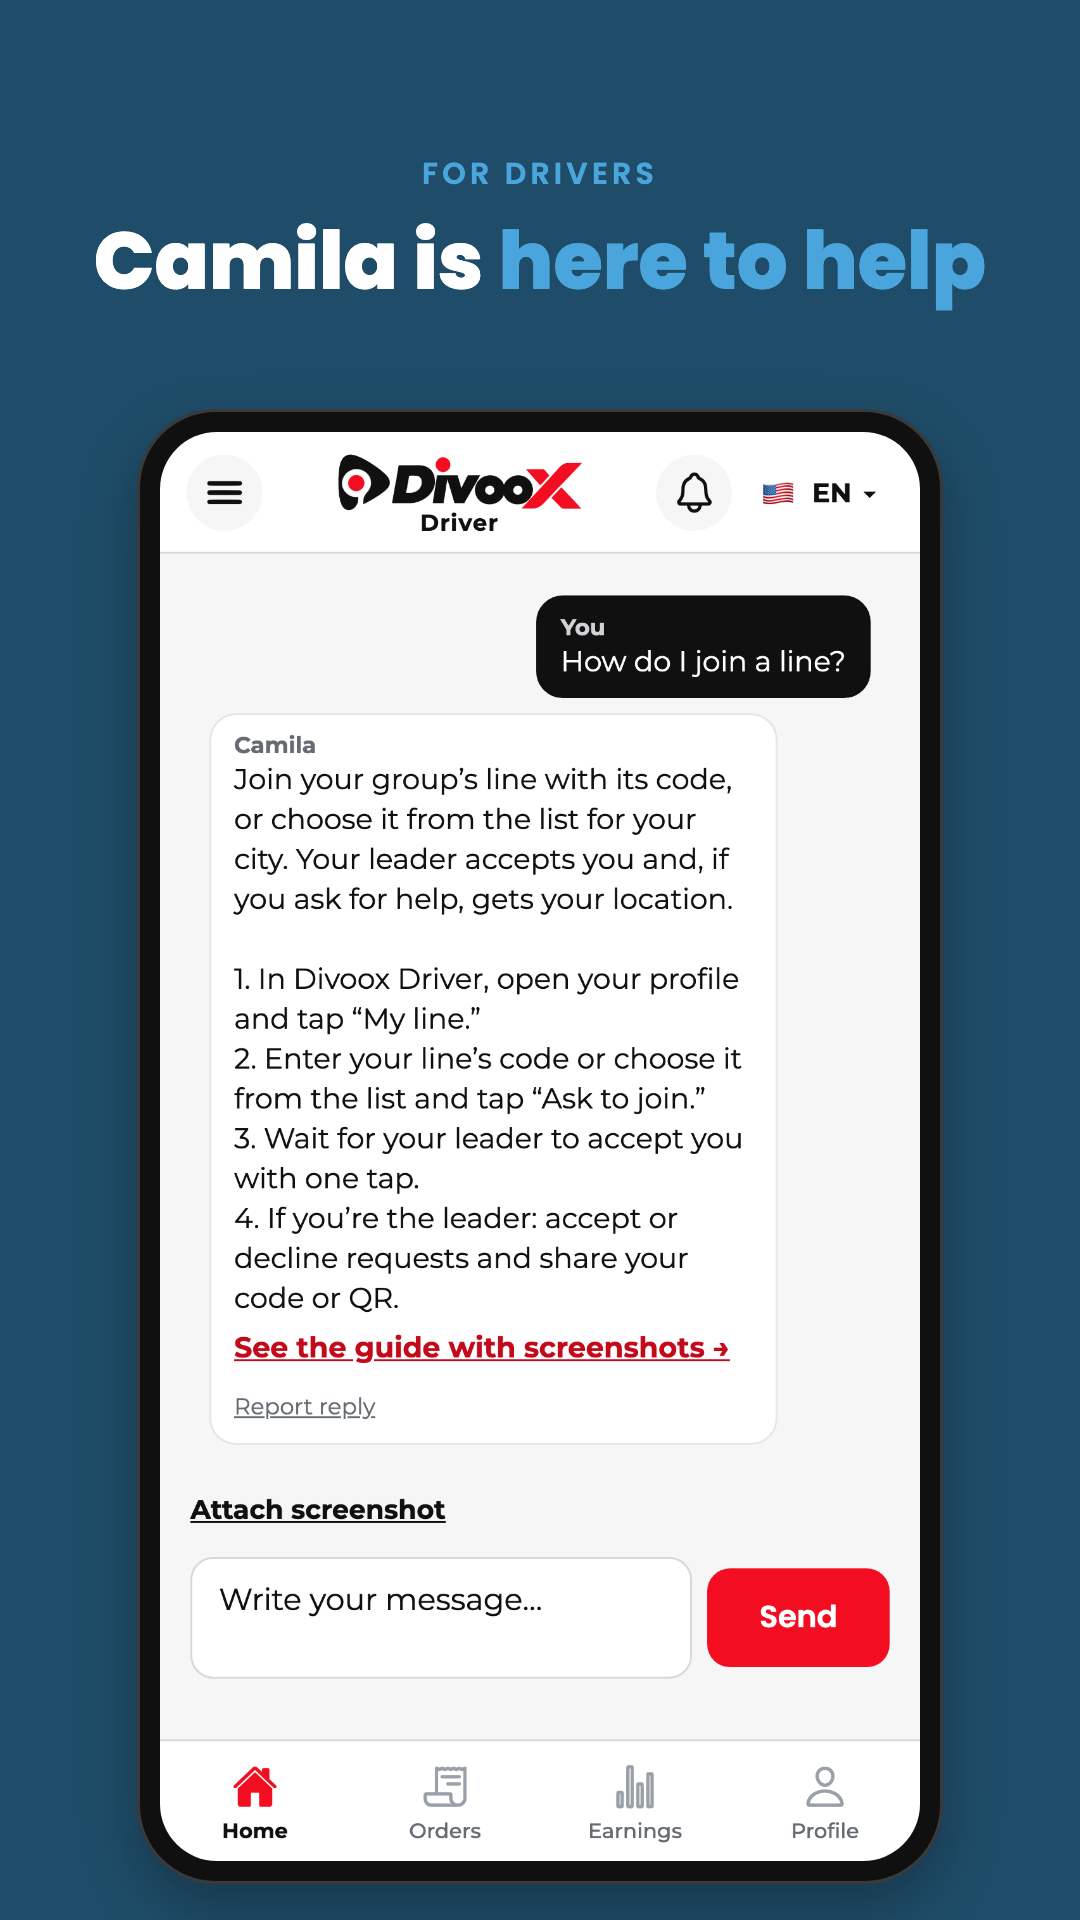 FOR DRIVERS
Camila is here to help
DivooX
Driver
EN
You
How do I join a line?
Camila
Join your group’s line with its code,
or choose it from the list for your
city. Your leader accepts you and, if
you ask for help, gets your location.
1. In Divoox Driver, open your profile
and tap “My line.”
2. Enter your line’s code or choose it
from the list and tap “Ask to join.”
3. Wait for your leader to accept you
with one tap.
4. If you’re the leader: accept or
decline requests and share your
code or QR.
See the guide with screenshots →
Report reply
Attach screenshot
Write your message...
Send
Home
Orders
Earnings
Profile